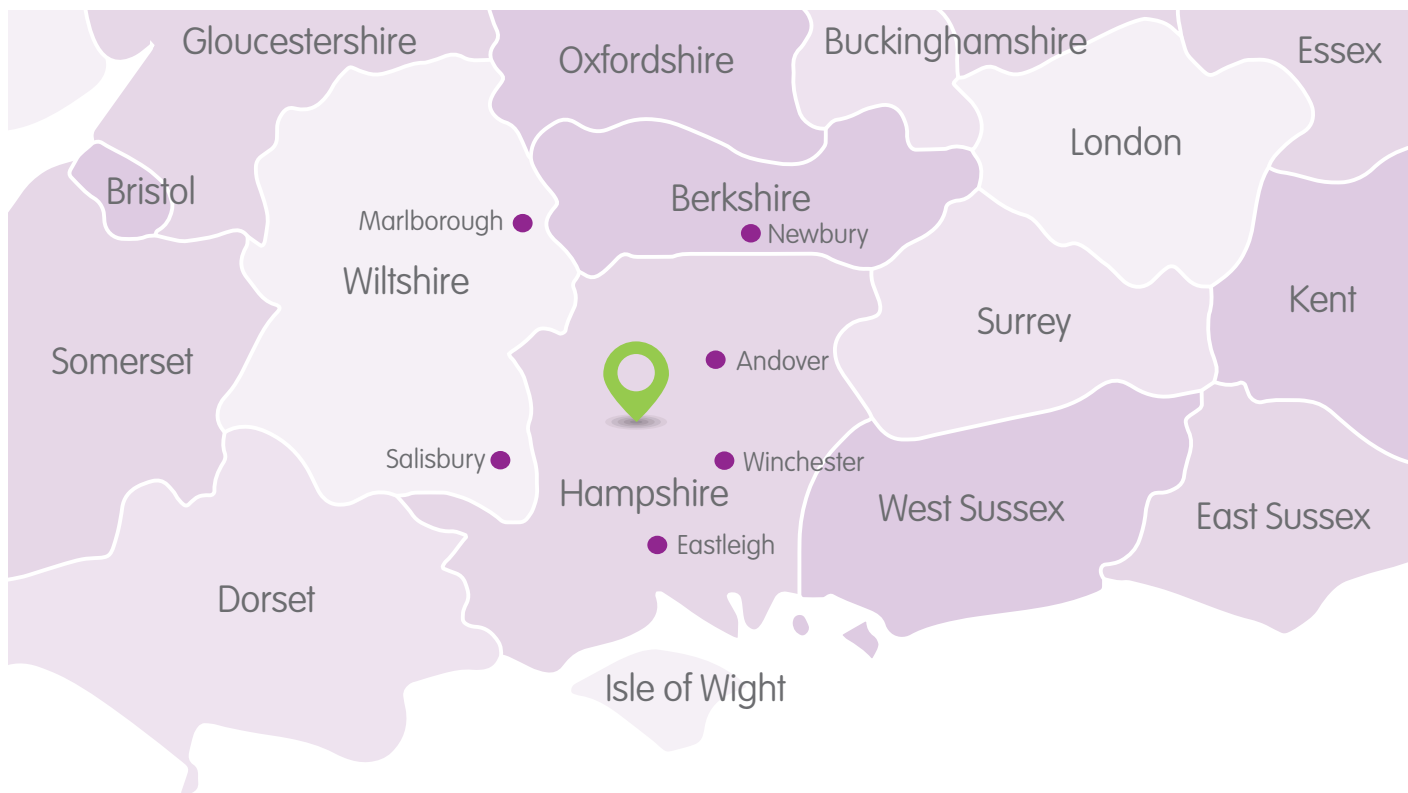 Gloucestershire
Oxfordshire
Buckinghamshire
Essex
London
Bristol
Berkshire
Marlborough
Newbury
Wiltshire
Kent
Surrey
Somerset
Andover
Salisbury
Winchester
Hampshire
West Sussex
East Sussex
Eastleigh
Dorset
Isle of Wight